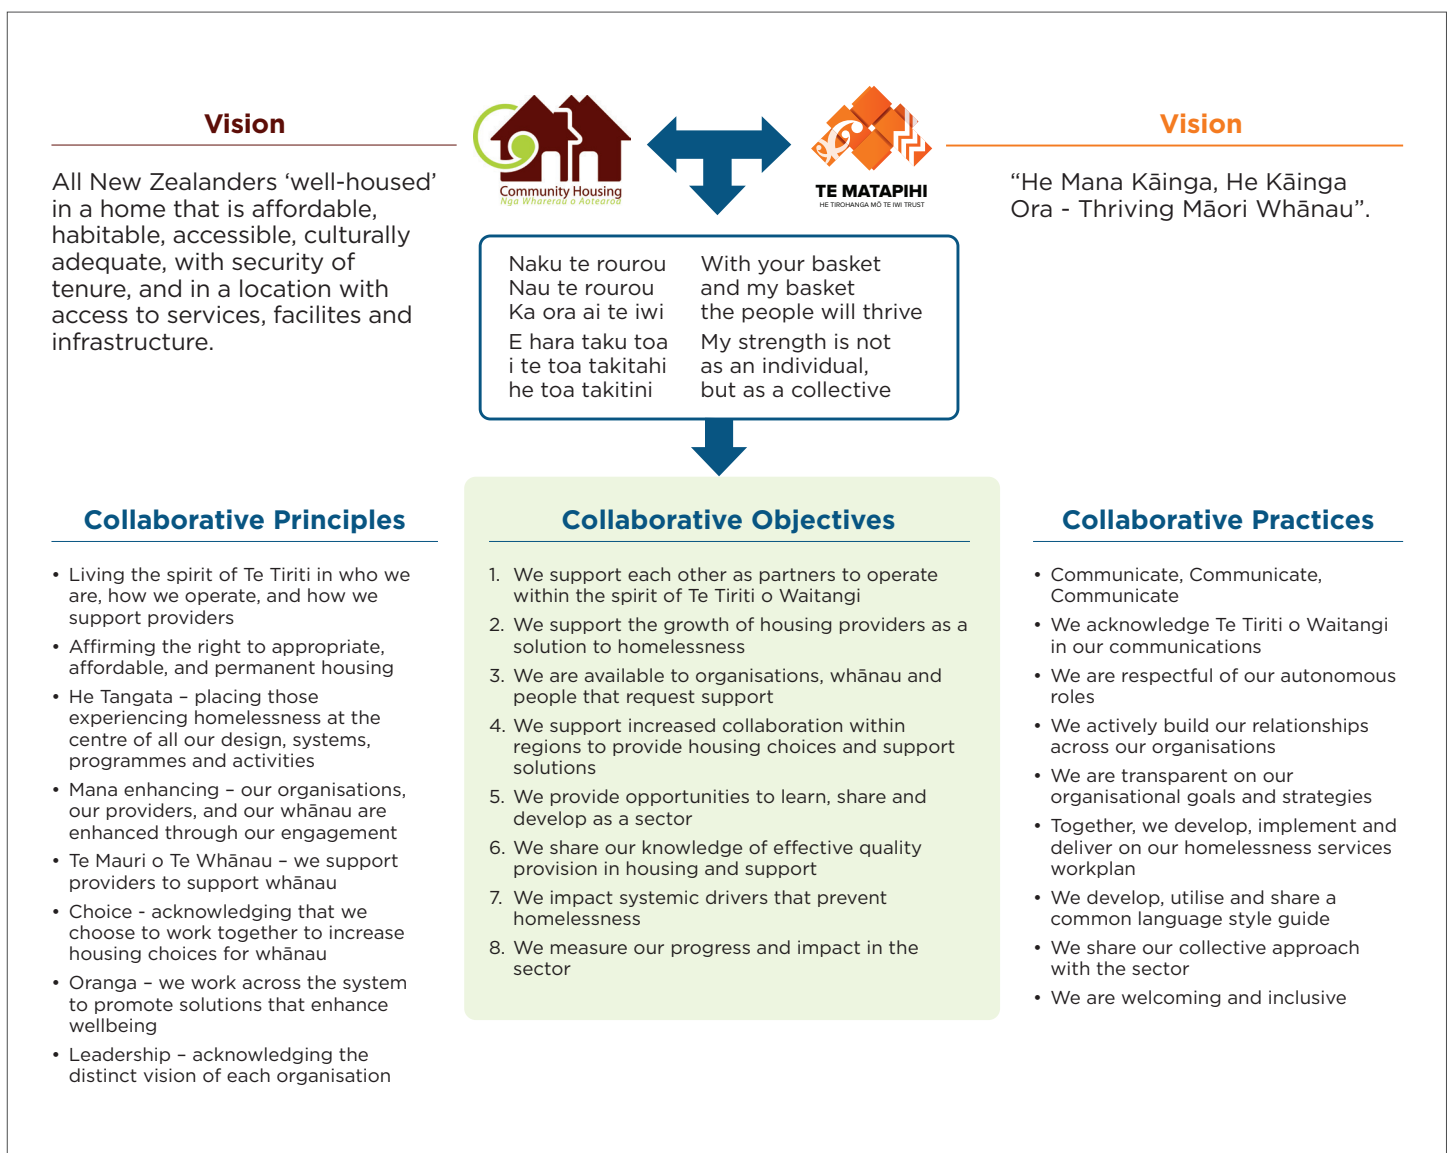 Vision
All New Zealanders ‘well-housed’
in a home that is affordable,
habitable, accessible, culturally
adequate, with security of
tenure, and in a location with
access to services, facilites and
infrastructure.
Community Housing
Nga Wharerau o Aotearoa
TE MATAPIHI
HE TIROHANGA MŌ TE IWI TRUST
Vision
“He Mana Kāinga, He Kāinga
Ora - Thriving Māori Whānau”.
Naku te rourou
Nau te rourou
Ka ora ai te iwi
E hara taku toa
i te toa takitahi
he toa takitini
With your basket
and my basket
the people will thrive
My strength is not
as an individual,
but as a collective
Collaborative Principles
• Living the spirit of Te Tiriti in who we
are, how we operate, and how we
support providers
• Affirming the right to appropriate,
affordable, and permanent housing
• He Tangata – placing those
experiencing homelessness at the
centre of all our design, systems,
programmes and activities
• Mana enhancing – our organisations,
our providers, and our whānau are
enhanced through our engagement
• Te Mauri o Te Whānau – we support
providers to support whānau
• Choice - acknowledging that we
choose to work together to increase
housing choices for whānau
• Oranga – we work across the system
to promote solutions that enhance
wellbeing
• Leadership – acknowledging the
distinct vision of each organisation
Collaborative Objectives
1. We support each other as partners to operate
within the spirit of Te Tiriti o Waitangi
2. We support the growth of housing providers as a
solution to homelessness
3. We are available to organisations, whānau and
people that request support
4. We support increased collaboration within
regions to provide housing choices and support
solutions
5. We provide opportunities to learn, share and
develop as a sector
6. We share our knowledge of effective quality
provision in housing and support
7. We impact systemic drivers that prevent
homelessness
8. We measure our progress and impact in the
sector
Collaborative Practices
• Communicate, Communicate,
Communicate
• We acknowledge Te Tiriti o Waitangi
in our communications
• We are respectful of our autonomous
roles
• We actively build our relationships
across our organisations
• We are transparent on our
organisational goals and strategies
• Together, we develop, implement and
deliver on our homelessness services
workplan
• We develop, utilise and share a
common language style guide
• We share our collective approach
with the sector
• We are welcoming and inclusive